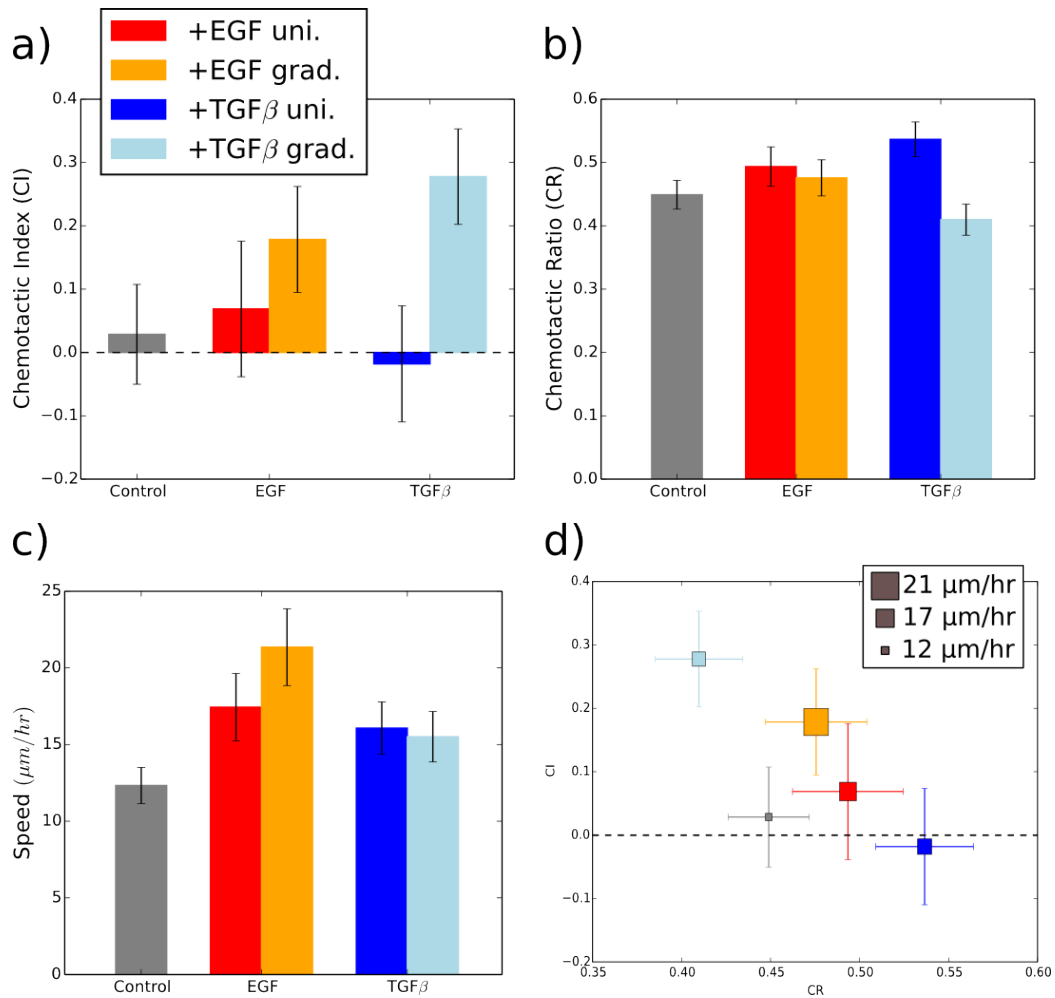 a)
+EGF uni.
+EGF grad.
+TGFβ uni.
+TGFβ grad.
Chemotactic Index (CI)
0.4
0.3
0.2
0.1
0.0
−0.1
−0.2
Control EGF TGFβ
b)
Chemotactic Ratio (CR)
0.6
0.5
0.4
0.3
0.2
0.1
0.0
Control EGF TGFβ
c)
Speed (μm/hr)
25
20
15
10
5
0
Control EGF TGFβ
d)
21 μm/hr
17 μm/hr
12 μm/hr
CI
0.4
0.3
0.2
0.1
0.0
−0.1
−0.2
0.35 0.40 0.45 0.50 0.55 0.60
CR